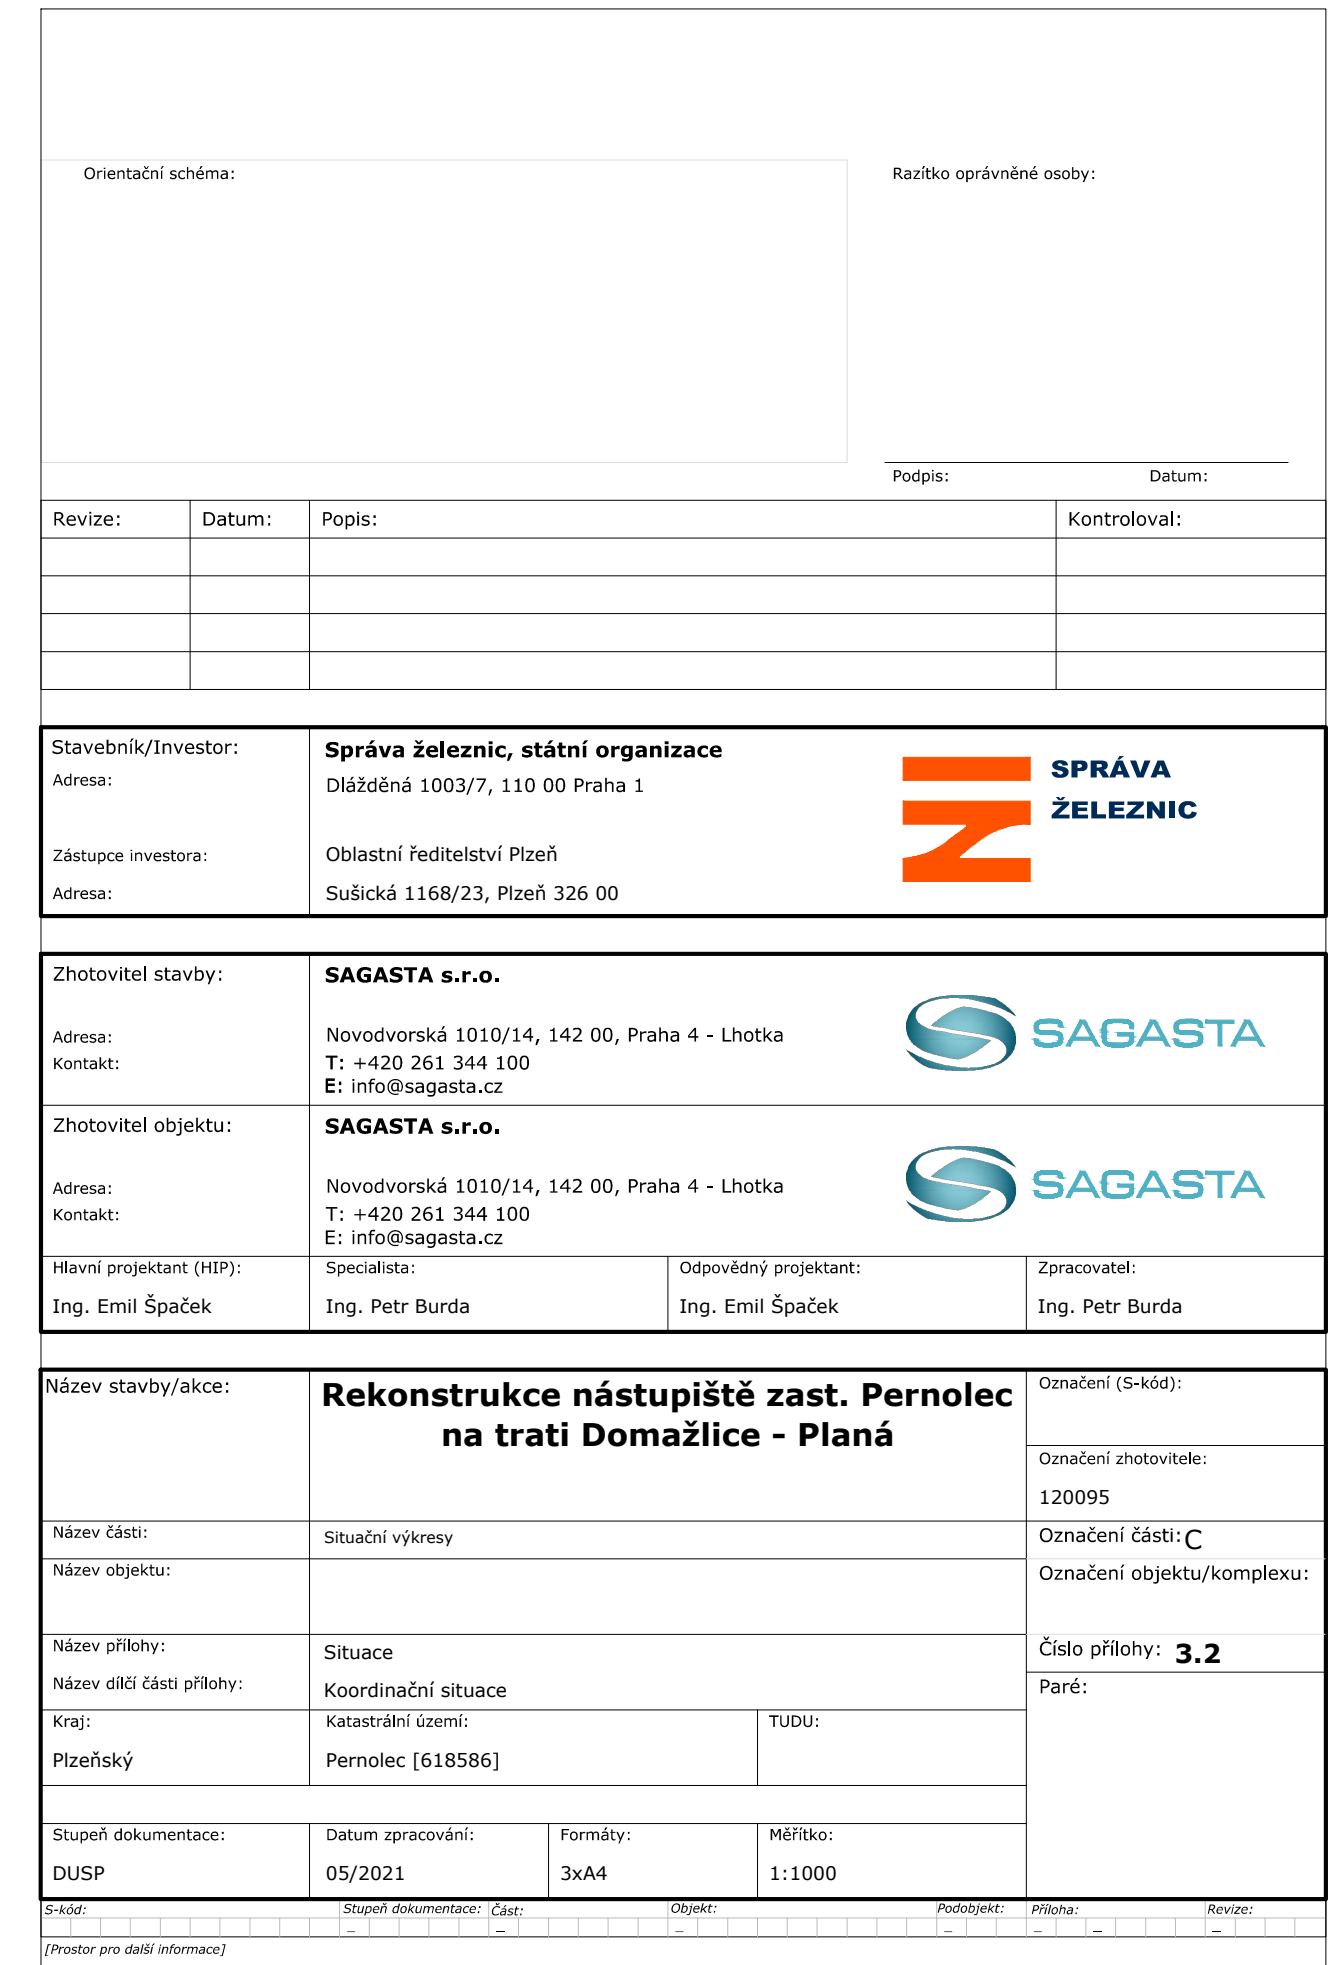 Orientační schéma:
Razítko oprávněné osoby:
Podpis: Datum:
Revize: Datum: Popis: Kontroloval:
Stavebník/Investor: Správa železnic, státní organizace
Adresa: Dlážděná 1003/7, 110 00 Praha 1
SPRÁVA
ŽELEZNIC
Zástupce investora: Oblastní ředitelství Plzeň
Adresa: Sušická 1168/23, Plzeň 326 00
Zhotovitel stavby: SAGASTA s.r.o.
Adresa: Novodvorská 1010/14, 142 00, Praha 4 - Lhotka
Kontakt: T: +420 261 344 100
E: info@sagasta.cz
SAGASTA
Zhotovitel objektu: SAGASTA s.r.o.
Adresa: Novodvorská 1010/14, 142 00, Praha 4 - Lhotka
Kontakt: T: +420 261 344 100
E: info@sagasta.cz
SAGASTA
Hlavní projektant (HIP): Specialista: Odpovědný projektant: Zpracovatel:
Ing. Emil Špaček Ing. Petr Burda Ing. Emil Špaček Ing. Petr Burda
Název stavby/akce: Rekonstrukce nástupiště zast. Pernolec
na trati Domažlice - Planá
Označení (S-kód):
Označení zhotovitele:
120095
Název části: Situační výkresy Označení části: C
Název objektu: Označení objektu/komplexu:
Název přílohy: Situace Číslo přílohy: 3.2
Název dílčí části přílohy: Koordinační situace Paré:
Kraj: Katastrální území: TUDU:
Plzeňský Pernolec [618586]
Stupeň dokumentace: Datum zpracování: Formáty: Měřítko:
DUSP 05/2021 3xA4 1:1000
S-kód: Stupeň dokumentace: Část: Objekt: Podobjekt: Příloha: Revize:
– – – – – – –
[Prostor pro další informace]